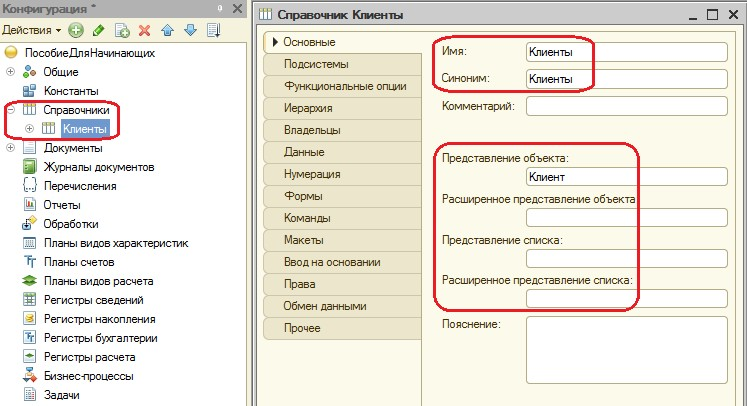 Конфигурация *
Действия
ПособиеДляНачинающих
Общие
Константы
Справочники
Клиенты
Документы
Журналы документов
Перечисления
Отчеты
Обработки
Планы видов характеристик
Планы счетов
Планы видов расчета
Регистры сведений
Регистры накопления
Регистры бухгалтерии
Регистры расчета
Бизнес-процессы
Задачи
Справочник Клиенты
Основные
Подсистемы
Функциональные опции
Иерархия
Владельцы
Данные
Нумерация
Формы
Команды
Макеты
Ввод на основании
Права
Обмен данными
Прочее
Имя: Клиенты
Синоним: Клиенты
Комментарий:
Представление объекта:
Клиент
Расширенное представление объекта
Представление списка:
Расширенное представление списка:
Пояснение: